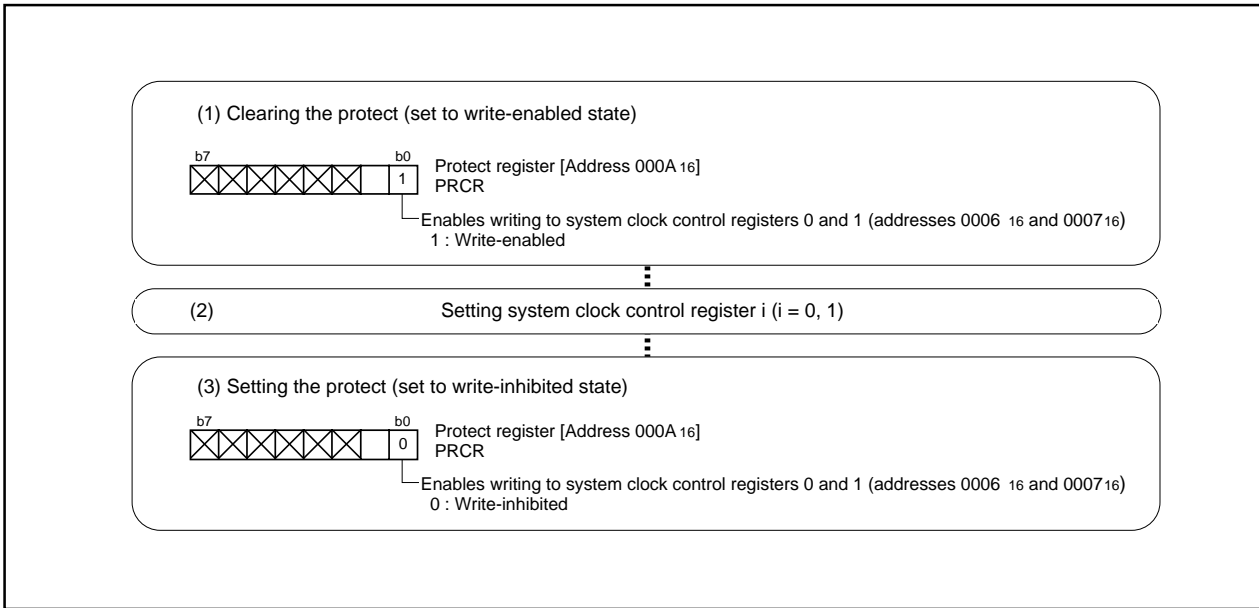 (1) Clearing the protect (set to write-enabled state)
b7 b0
1
Protect register [Address 000A 16]
PRCR
Enables writing to system clock control registers 0 and 1 (addresses 0006 16 and 000716)
1 : Write-enabled
(2) Setting system clock control register i (i = 0, 1)
(3) Setting the protect (set to write-inhibited state)
b7 b0
0
Protect register [Address 000A 16]
PRCR
Enables writing to system clock control registers 0 and 1 (addresses 0006 16 and 000716)
0 : Write-inhibited